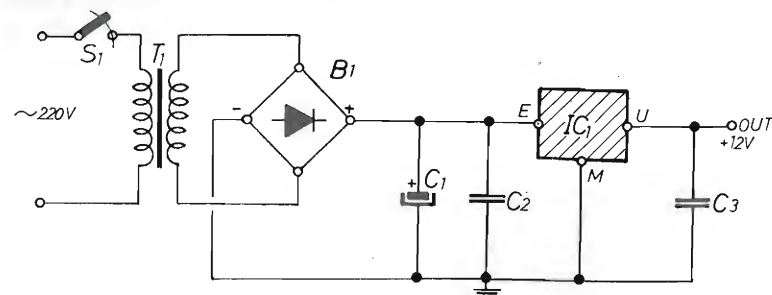 S1
T1
B1
~220V
-
+
E
IC1
U
OUT
+12V
M
+
C1
C2
C3